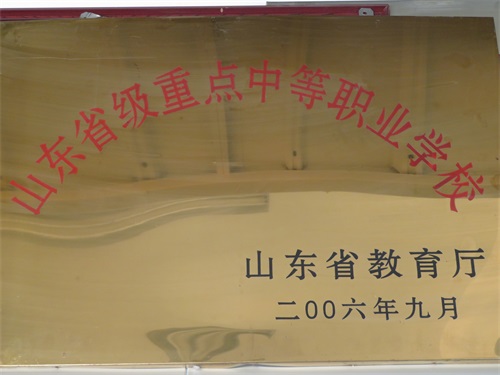 山东省级重点中等职业学校
山东省教育厅
二00六年九月